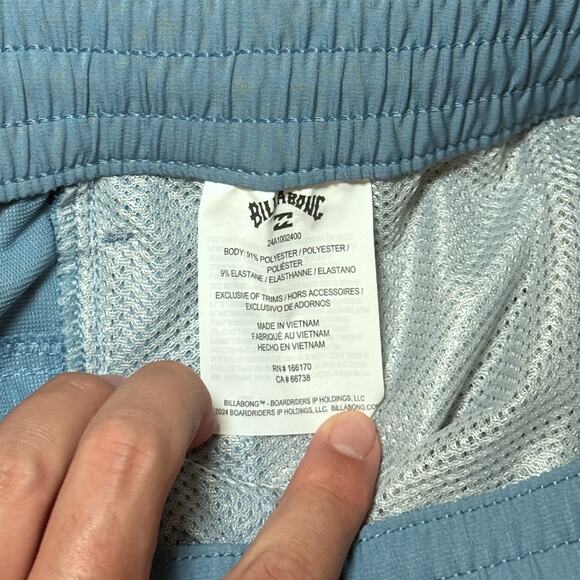 BILLABONG
24A1002400
BODY: 91% POLYESTER / POLYESTER /
POLIÉSTER
9% ELASTANE / ELASTHANNE / ELASTANO
EXCLUSIVE OF TRIMS / HORS ACCESSOIRES /
EXCLUSIVO DE ADORNOS
MADE IN VIETNAM
FABRIQUÉ AU VIETNAM
HECHO EN VIETNAM
RN# 166170
CA# 66738
BILLABONG™ - BOARDRIDERS IP HOLDINGS, LLC
2024 BOARDRIDERS IP HOLDINGS, LLC. BILLABONG.CO